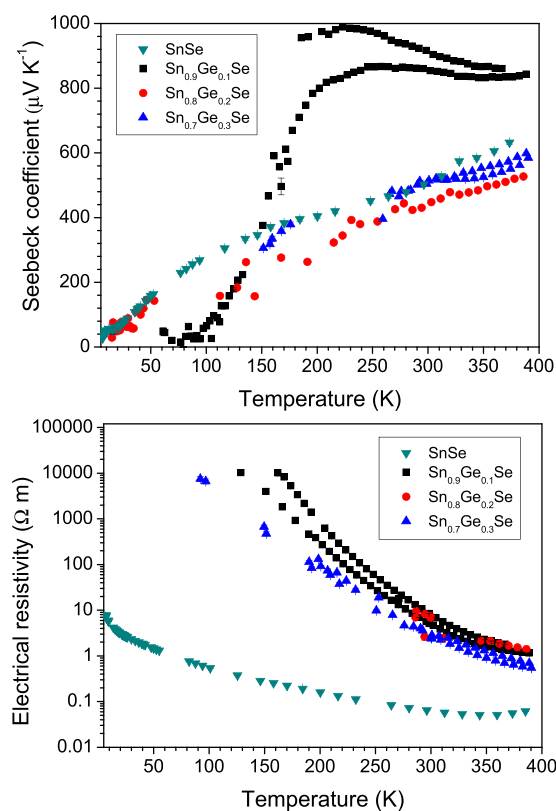 1000
800
600
400
200
0
Seebeck coefficient (μV K⁻¹)
SnSe
Sn₀.₉Ge₀.₁Se
Sn₀.₈Ge₀.₂Se
Sn₀.₇Ge₀.₃Se
50 100 150 200 250 300 350 400
Temperature (K)
100000
10000
1000
100
10
1
0.1
0.01
Electrical resistivity (Ω m)
SnSe
Sn₀.₉Ge₀.₁Se
Sn₀.₈Ge₀.₂Se
Sn₀.₇Ge₀.₃Se
50 100 150 200 250 300 350 400
Temperature (K)